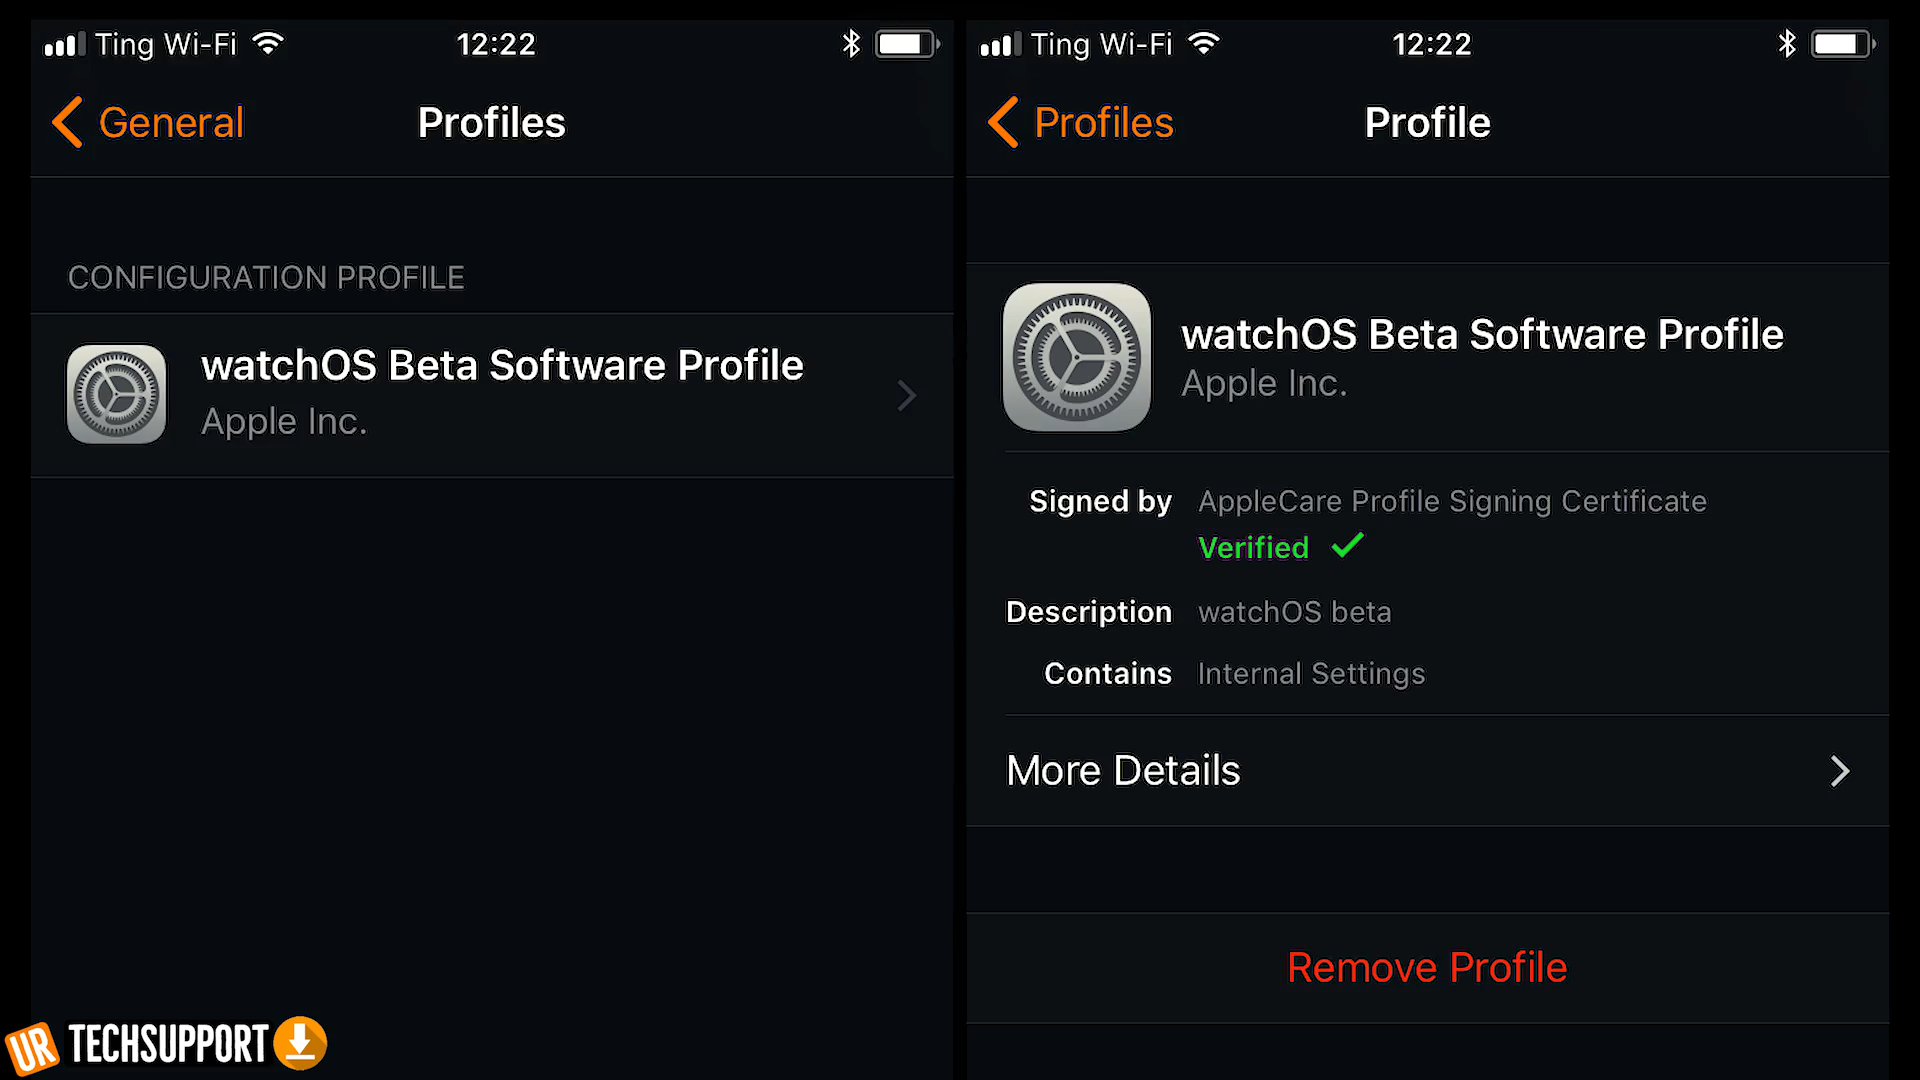 Ting Wi-Fi 12:22
General Profiles
CONFIGURATION PROFILE
watchOS Beta Software Profile
Apple Inc.
UR TECHSUPPORT
Ting Wi-Fi 12:22
Profiles Profile
watchOS Beta Software Profile
Apple Inc.
Signed by AppleCare Profile Signing Certificate
Verified ✓
Description watchOS beta
Contains Internal Settings
More Details
Remove Profile